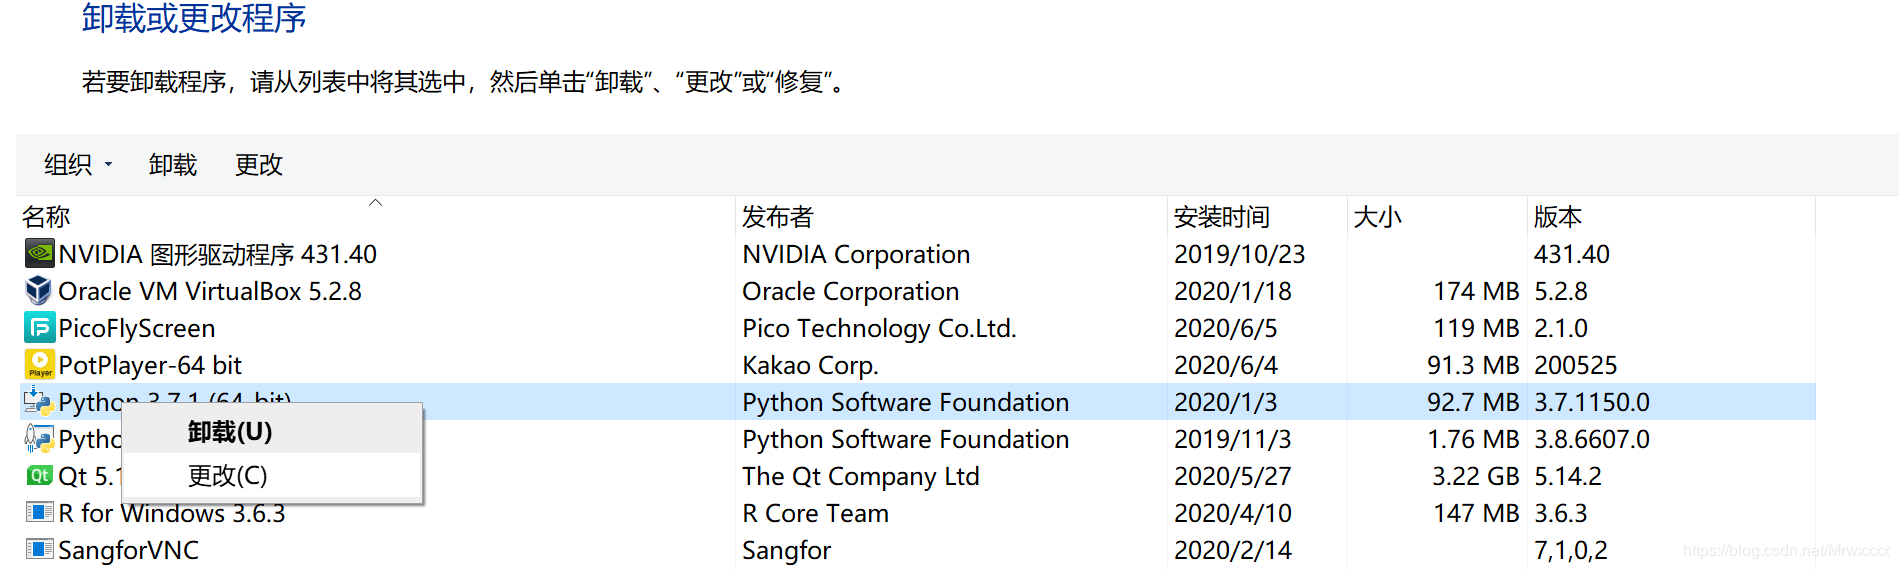 卸载或更改程序
若要卸载程序，请从列表中将其选中，然后单击“卸载”、“更改”或“修复”。
组织 卸载 更改
名称 发布者 安装时间 大小 版本
NVIDIA 图形驱动程序 431.40 NVIDIA Corporation 2019/10/23 431.40
Oracle VM VirtualBox 5.2.8 Oracle Corporation 2020/1/18 174 MB 5.2.8
PicoFlyScreen Pico Technology Co.Ltd. 2020/6/5 119 MB 2.1.0
PotPlayer-64 bit Kakao Corp. 2020/6/4 91.3 MB 200525
Python 3.7.1 (64-bit) Python Software Foundation 2020/1/3 92.7 MB 3.7.1150.0
卸载(U)
Pytho Python Software Foundation 2019/11/3 1.76 MB 3.8.6607.0
更改(C)
Qt 5.1 The Qt Company Ltd 2020/5/27 3.22 GB 5.14.2
R for Windows 3.6.3 R Core Team 2020/4/10 147 MB 3.6.3
SangforVNC Sangfor 2020/2/14 7,1,0,2
https://blog.csdn.net/Mrwxxxx